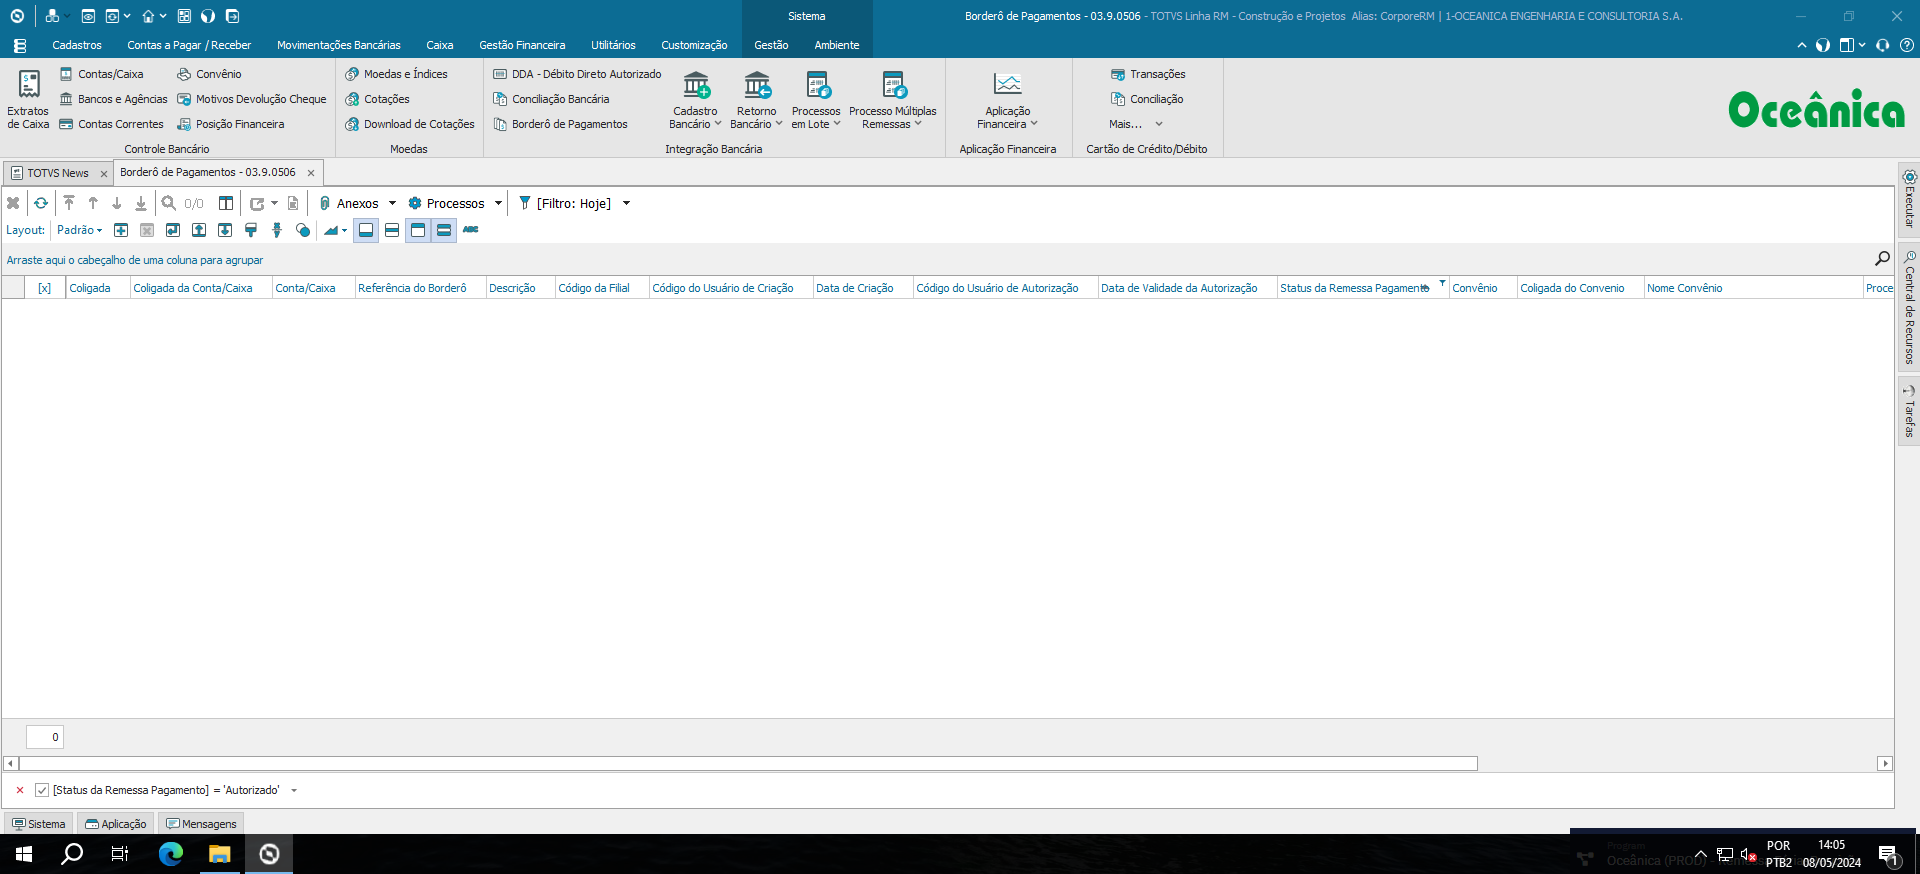 Sistema
Borderô de Pagamentos - 03.9.0506 - TOTVS Linha RM - Construção e Projetos  Alias: CorporeRM | 1-OCEANICA ENGENHARIA E CONSULTORIA S.A.
Cadastros  Contas a Pagar / Receber  Movimentações Bancárias  Caixa  Gestão Financeira  Utilitários  Customização  Gestão  Ambiente
Extratos de Caixa
Contas/Caixa
Bancos e Agências
Contas Correntes
Convênio
Motivos Devolução Cheque
Posição Financeira
Controle Bancário
Moedas e Índices
Cotações
Download de Cotações
Moedas
DDA - Débito Direto Autorizado
Conciliação Bancária
Borderô de Pagamentos
Cadastro Bancário
Retorno Bancário
Processos em Lote
Processo Múltiplas Remessas
Integração Bancária
Aplicação Financeira
Aplicação Financeira
Transações
Conciliação
Mais...
Cartão de Crédito/Débito
Oceânica
TOTVS News
Borderô de Pagamentos - 03.9.0506
0/0
Anexos
Processos
[Filtro: Hoje]
Layout: Padrão
ABC
Arraste aqui o cabeçalho de uma coluna para agrupar
[x]  Coligada  Coligada da Conta/Caixa  Conta/Caixa  Referência do Borderô  Descrição  Código da Filial  Código do Usuário de Criação  Data de Criação  Código do Usuário de Autorização  Data de Validade da Autorização  Status da Remessa Pagamento  Convênio  Coligada do Convenio  Nome Convênio  Proce
Executar
Central de Recursos
Tarefas
0
[Status da Remessa Pagamento] = 'Autorizado'
Sistema  Aplicação  Mensagens
Program
Oceânica (PROD)
POR
PTB2
14:05
08/05/2024
1